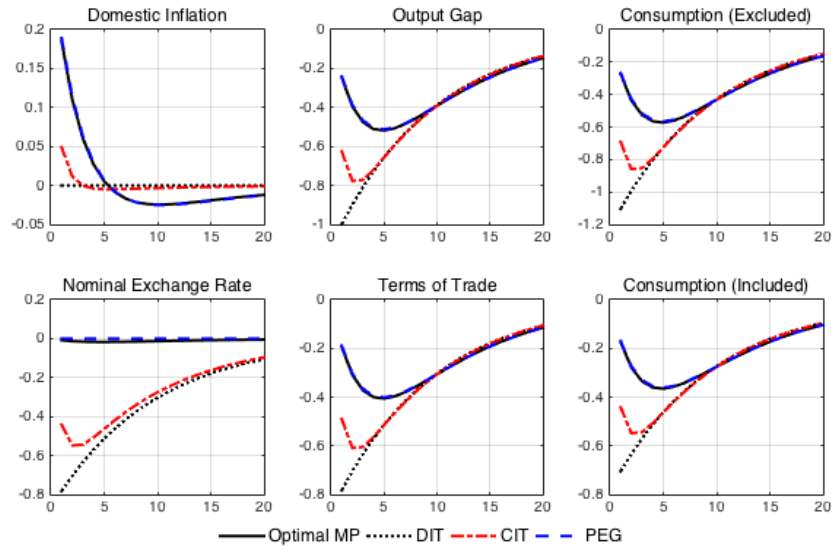 Domestic Inflation
0.2
0.15
0.1
0.05
0
-0.05
0 5 10 15 20
Output Gap
0
-0.2
-0.4
-0.6
-0.8
-1
0 5 10 15 20
Consumption (Excluded)
0
-0.2
-0.4
-0.6
-0.8
-1
-1.2
0 5 10 15 20
Nominal Exchange Rate
0.2
0
-0.2
-0.4
-0.6
-0.8
0 5 10 15 20
Terms of Trade
0
-0.2
-0.4
-0.6
-0.8
0 5 10 15 20
Consumption (Included)
0
-0.2
-0.4
-0.6
-0.8
0 5 10 15 20
Optimal MP DIT CIT PEG